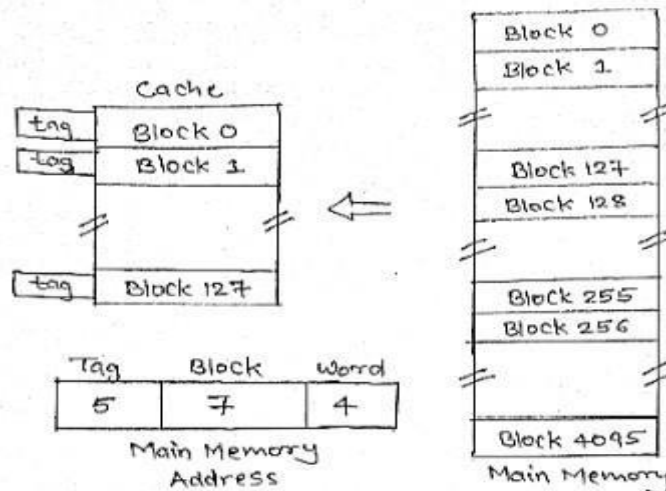 Cache
tag
Block 0
tag
Block 1
tag
Block 127
Tag Block Word
5 7 4
Main Memory
Address
Block 0
Block 1
Block 127
Block 128
Block 255
Block 256
Block 4095
Main Memory